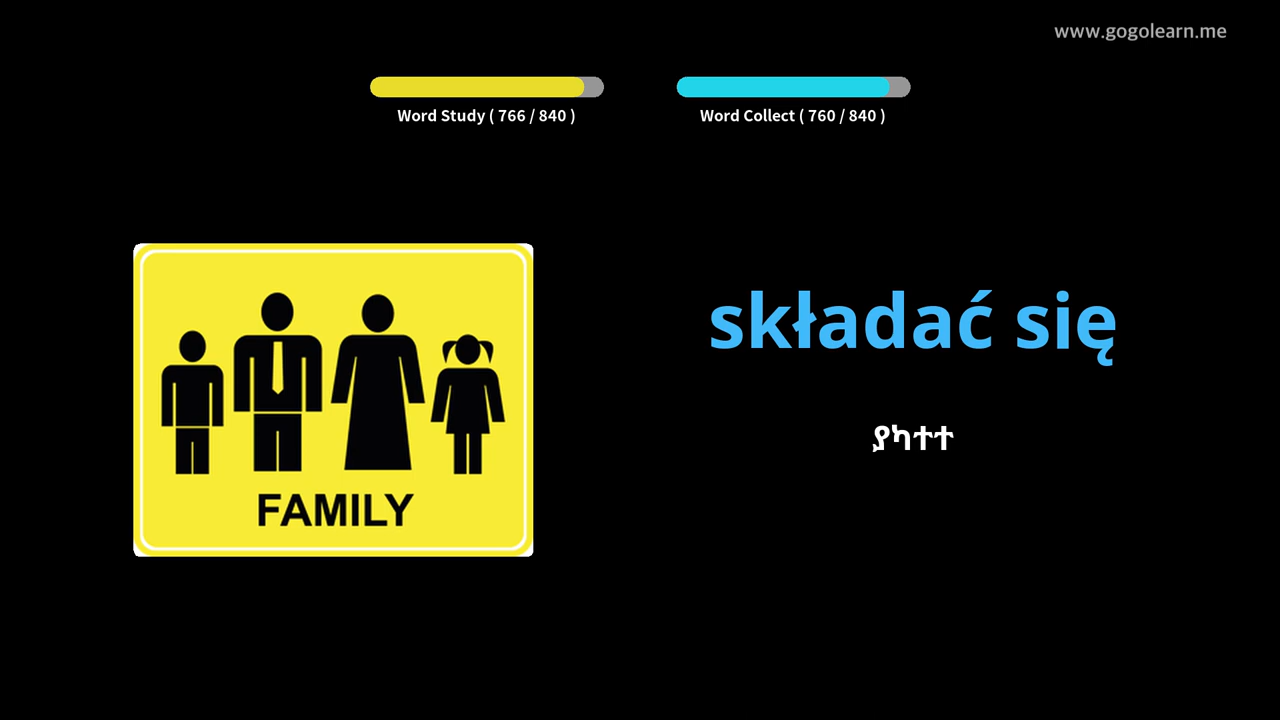 www.gogolearn.me
Word Study ( 766 / 840 )
Word Collect ( 760 / 840 )
FAMILY
składać się
ያካተተ